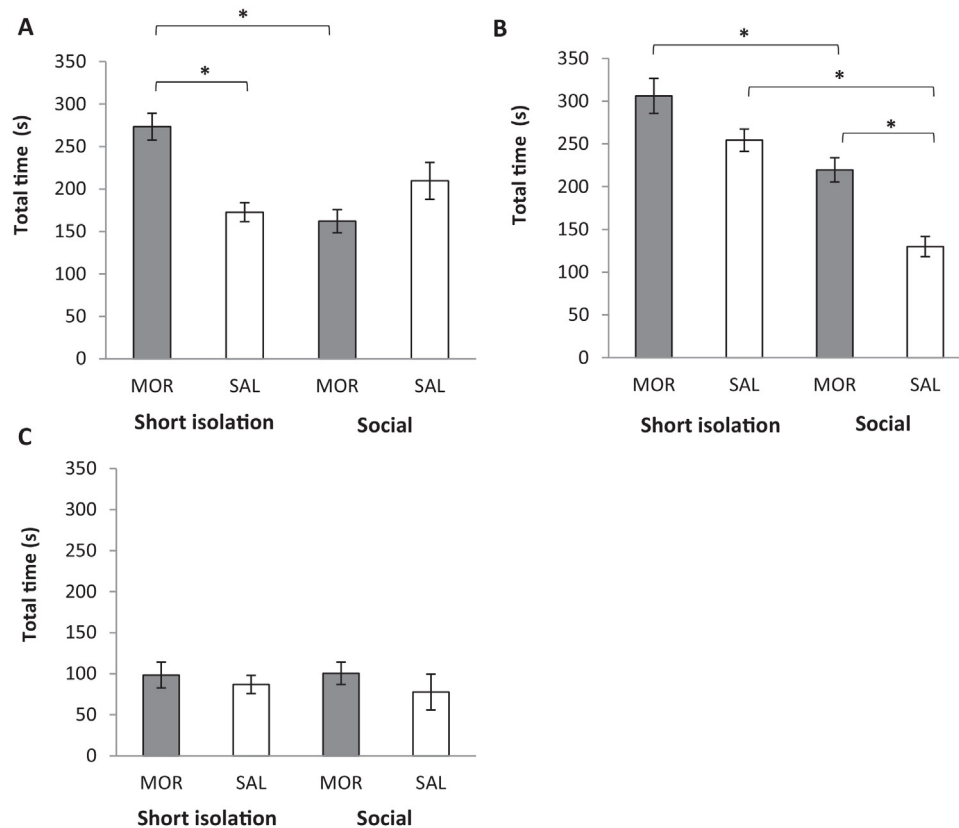 A
*
*
Total time (s)
350
300
250
200
150
100
50
0
MOR SAL MOR SAL
Short isolation Social
B
*
*
*
Total time (s)
350
300
250
200
150
100
50
0
MOR SAL MOR SAL
Short isolation Social
C
Total time (s)
350
300
250
200
150
100
50
0
MOR SAL MOR SAL
Short isolation Social